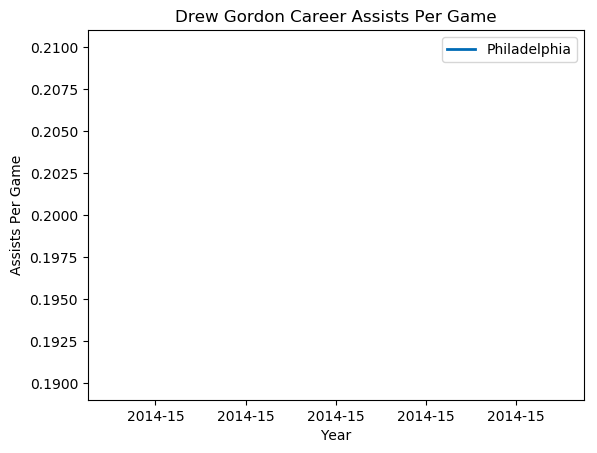 Drew Gordon Career Assists Per Game
Philadelphia
Assists Per Game
0.2100
0.2075
0.2050
0.2025
0.2000
0.1975
0.1950
0.1925
0.1900
2014-15 2014-15 2014-15 2014-15 2014-15
Year